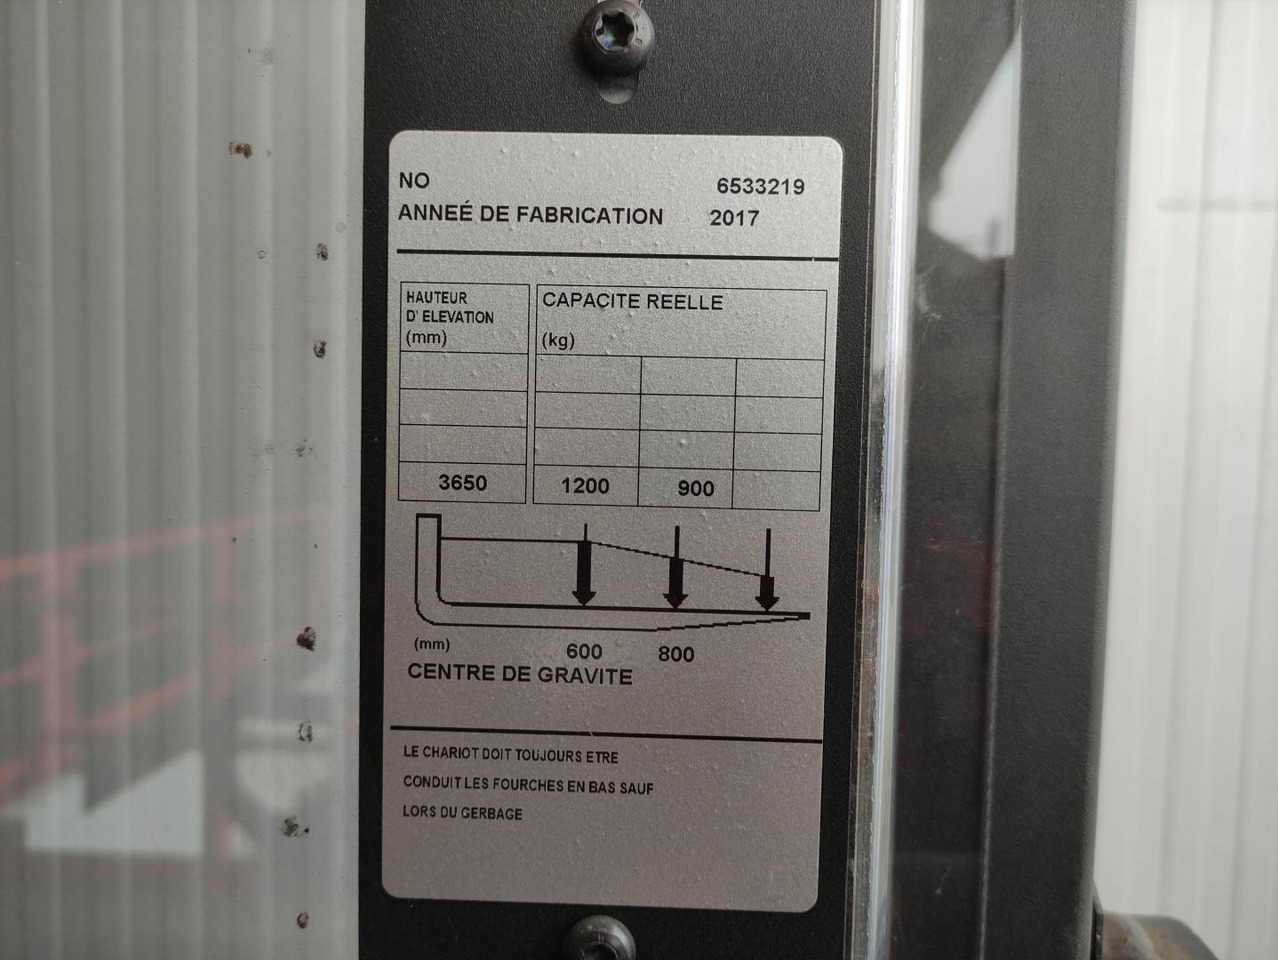 NO 6533219
ANNEÉ DE FABRICATION 2017
HAUTEUR
D' ELEVATION
(mm)
CAPACITE REELLE
(kg)
3650 1200 900
(mm) 600 800
CENTRE DE GRAVITE
LE CHARIOT DOIT TOUJOURS ETRE
CONDUIT LES FOURCHES EN BAS SAUF
LORS DU GERBAGE